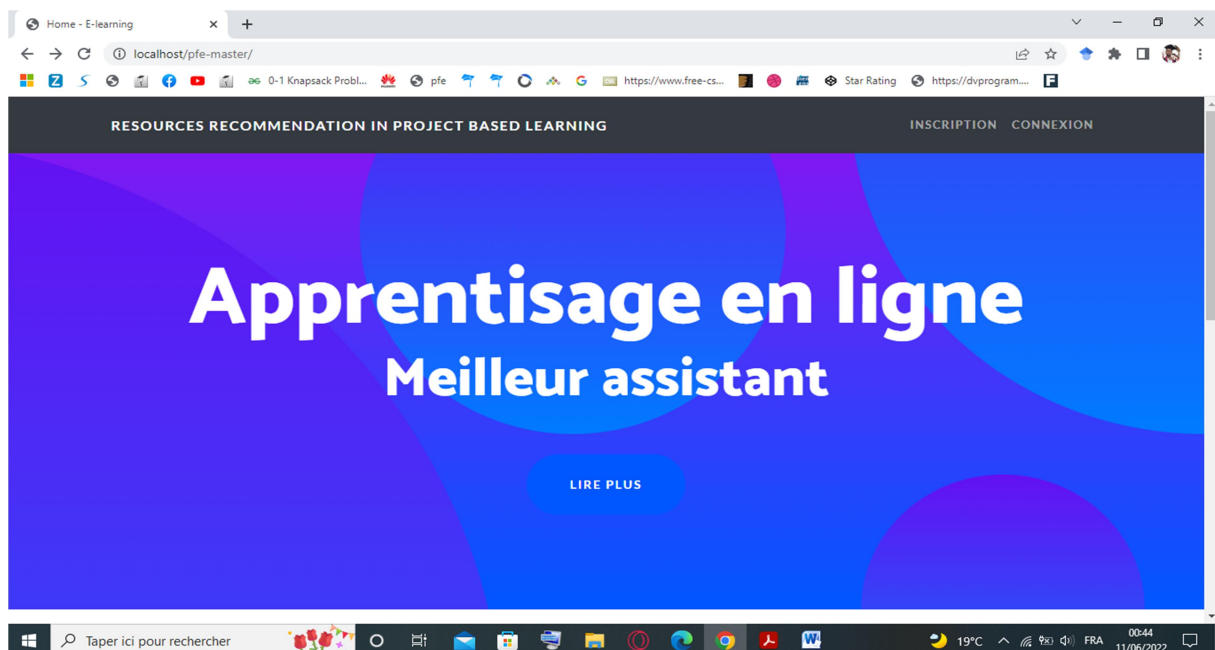 Home - E-learning
localhost/pfe-master/
0-1 Knapsack Probl... pfe G https://www.free-cs... Star Rating https://dvprogram.... F
RESOURCES RECOMMENDATION IN PROJECT BASED LEARNING INSCRIPTION CONNEXION
Apprentisage en ligne
Meilleur assistant
LIRE PLUS
Taper ici pour rechercher 19°C FRA 00:44
11/06/2022